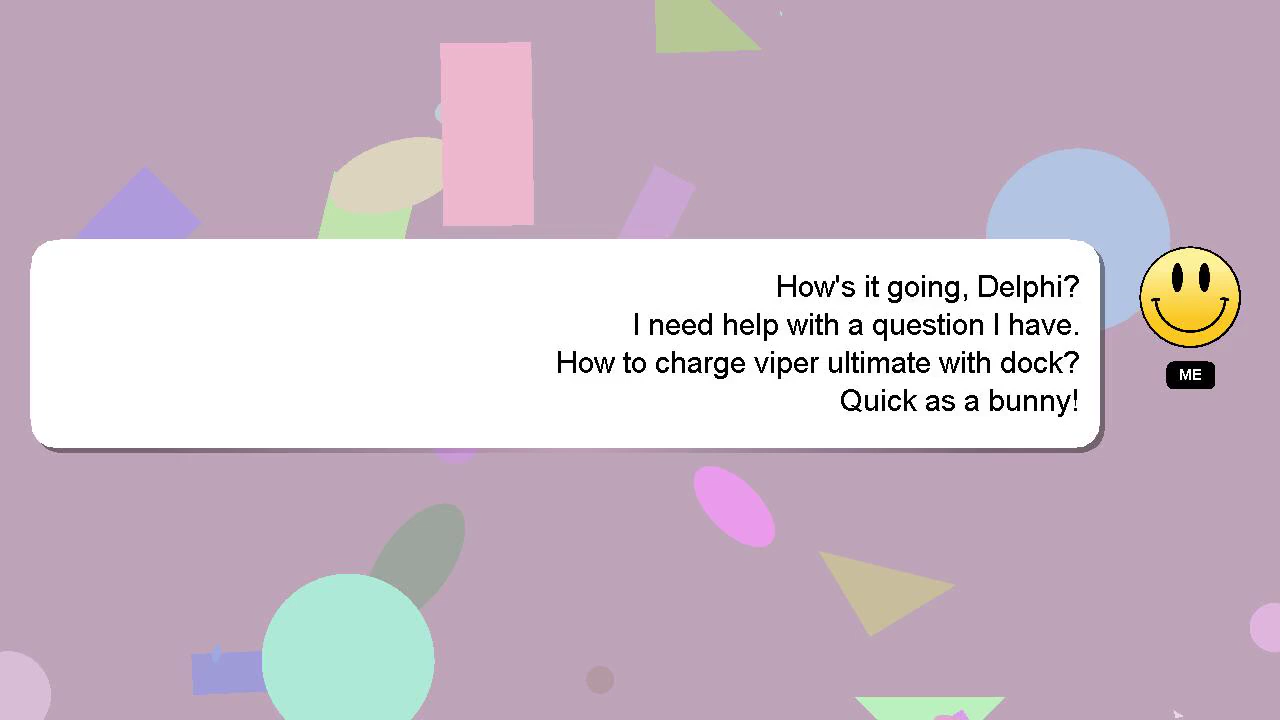 How's it going, Delphi?
I need help with a question I have.
How to charge viper ultimate with dock?
Quick as a bunny!
ME